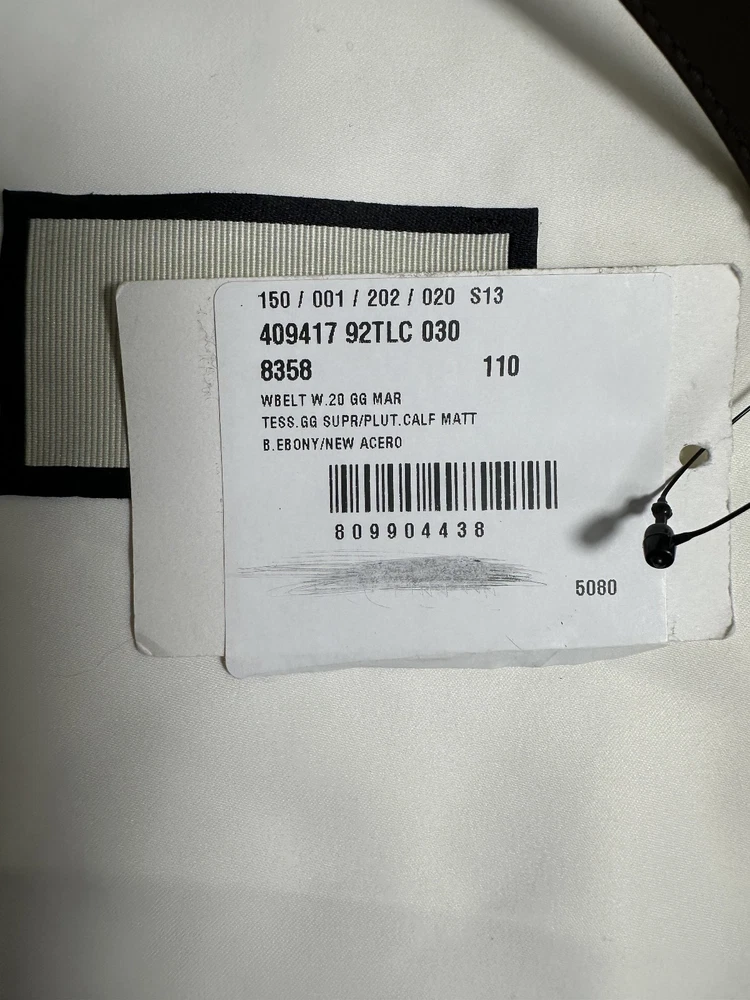 150 / 001 / 202 / 020 S13
409417 92TLC 030
8358 110
WBELT W.20 GG MAR
TESS.GG SUPR/PLUT.CALF MATT
B.EBONY/NEW ACERO
809904438
5080